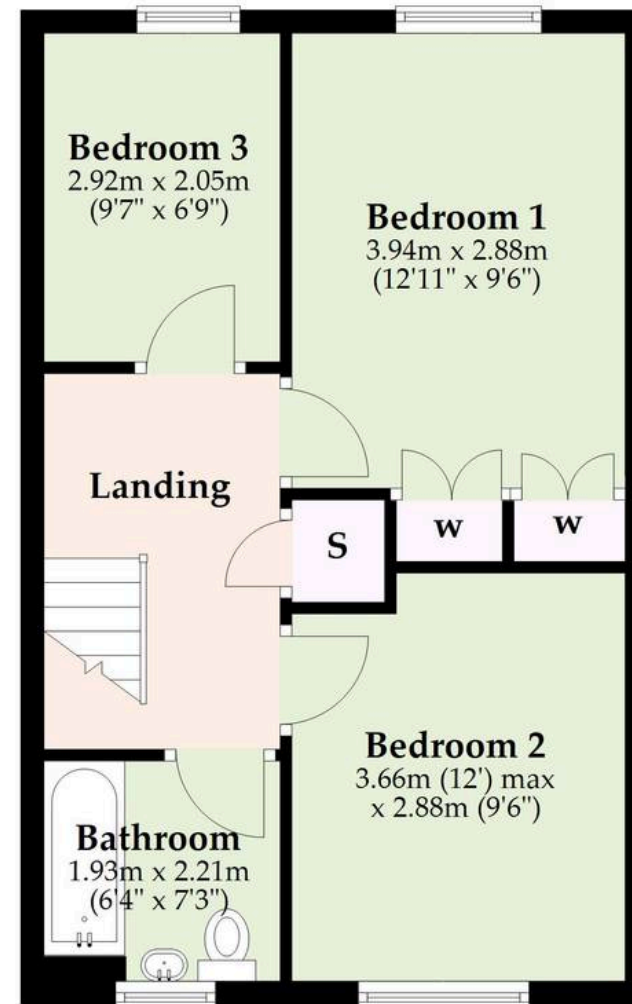 Bedroom 3
2.92m x 2.05m
(9'7" x 6'9")
Bedroom 1
3.94m x 2.88m
(12'11" x 9'6")
Landing
S
w
w
Bedroom 2
3.66m (12') max
x 2.88m (9'6")
Bathroom
1.93m x 2.21m
(6'4" x 7'3")